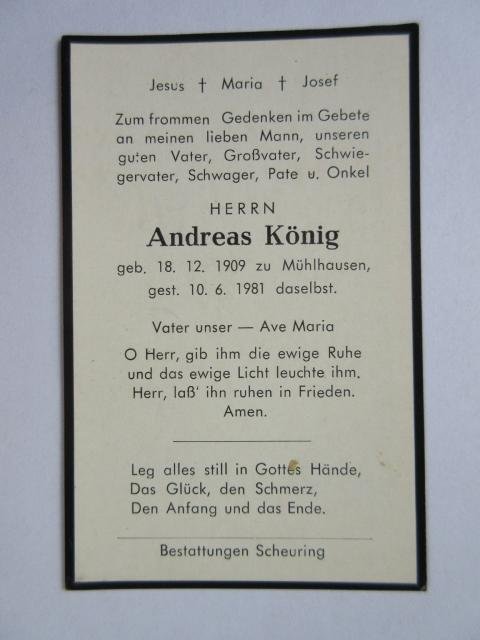 Jesus † Maria † Josef
Zum frommen Gedenken im Gebete
an meinen lieben Mann, unseren
guten Vater, Großvater, Schwie-
gervater, Schwager, Pate u. Onkel
HERRN
Andreas König
geb. 18. 12. 1909 zu Mühlhausen,
gest. 10. 6. 1981 daselbst.
Vater unser — Ave Maria
O Herr, gib ihm die ewige Ruhe
und das ewige Licht leuchte ihm.
Herr, laß' ihn ruhen in Frieden.
Amen.
Leg alles still in Gottes Hände,
Das Glück, den Schmerz,
Den Anfang und das Ende.
Bestattungen Scheuring